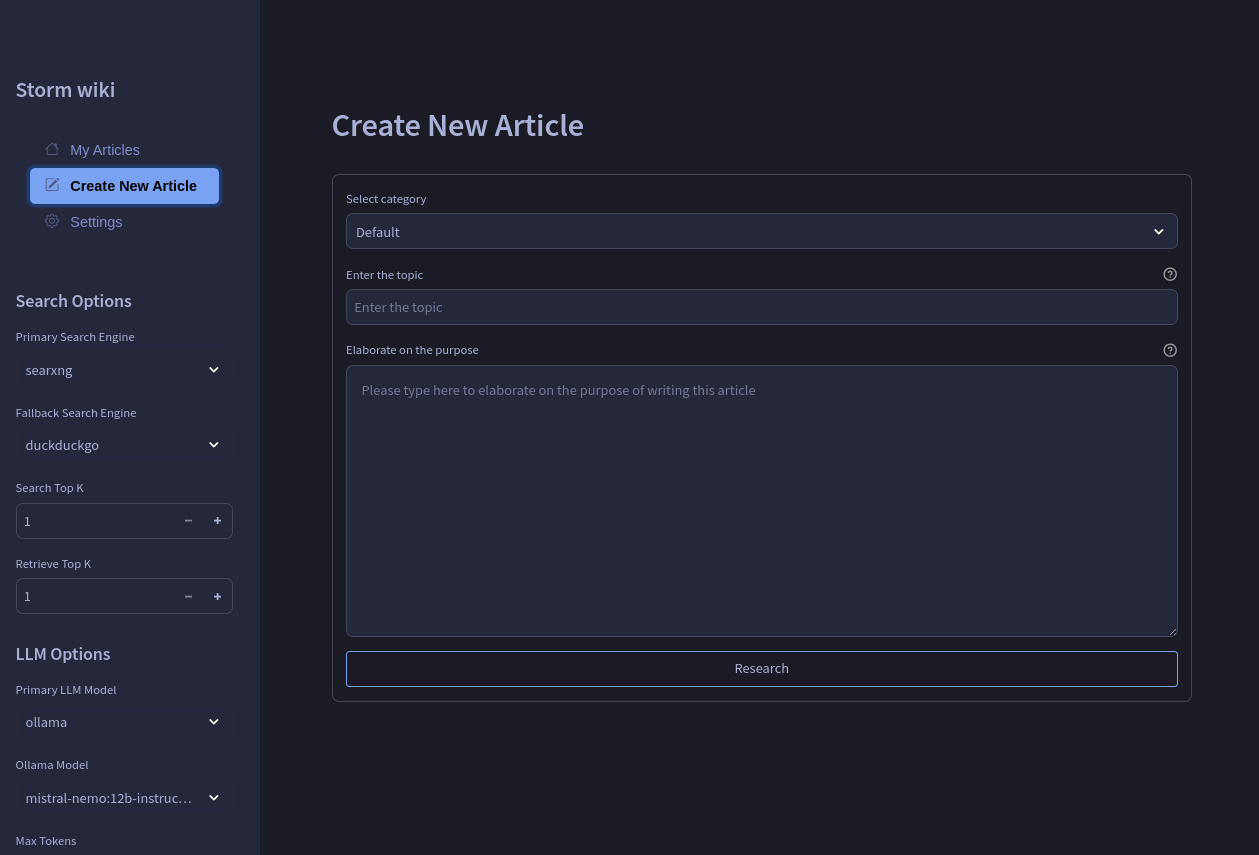 Storm wiki
My Articles
Create New Article
Settings
Search Options
Primary Search Engine
searxng
Fallback Search Engine
duckduckgo
Search Top K
1
Retrieve Top K
1
LLM Options
Primary LLM Model
ollama
Ollama Model
mistral-nemo:12b-instruc...
Max Tokens
Create New Article
Select category
Default
Enter the topic
Enter the topic
Elaborate on the purpose
Please type here to elaborate on the purpose of writing this article
Research